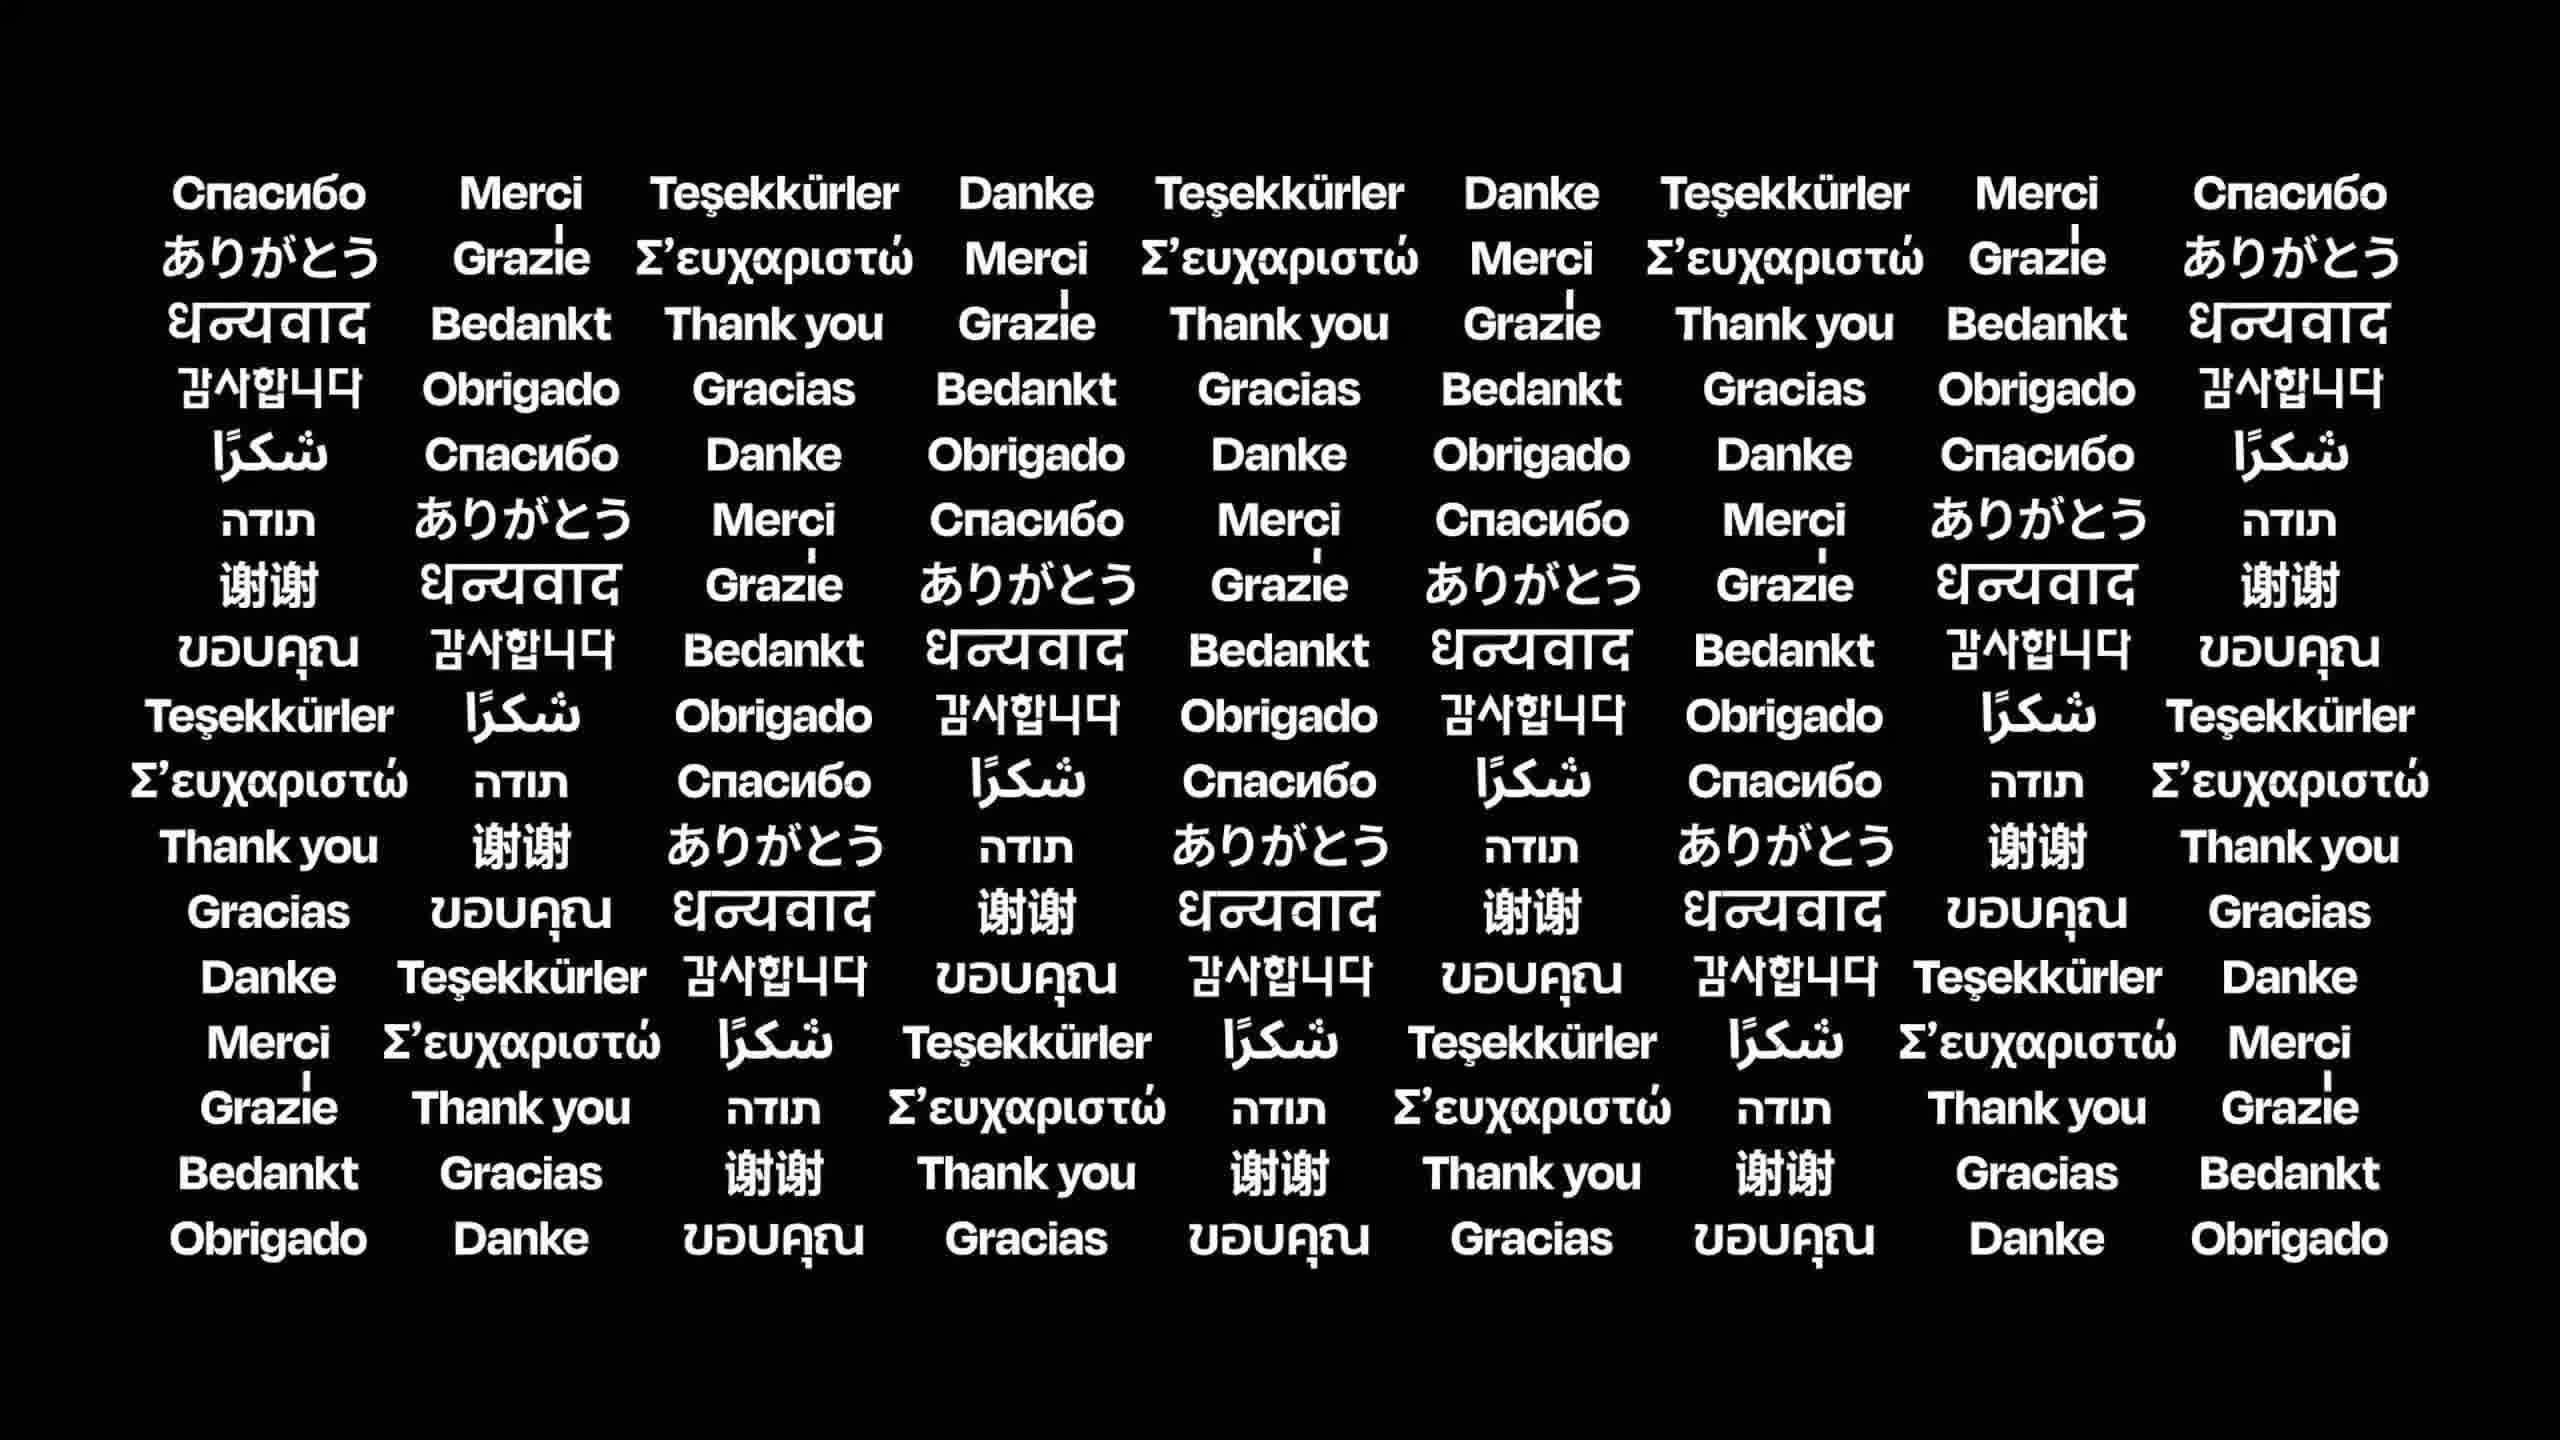 Спасибо Merci Teşekkürler Danke Teşekkürler Danke Teşekkürler Merci Спасибо
ありがとう Grazie Σ’ευχαριστώ Merci Σ’ευχαριστώ Merci Σ’ευχαριστώ Grazie ありがとう
धन्यवाद Bedankt Thank you Grazie Thank you Grazie Thank you Bedankt धन्यवाद
감사합니다 Obrigado Gracias Bedankt Gracias Bedankt Gracias Obrigado 감사합니다
شكرًا Спасибо Danke Obrigado Danke Obrigado Danke Спасибо شكرًا
תודה ありがとう Merci Спасибо Merci Спасибо Merci ありがとう תודה
谢谢 धन्यवाद Grazie ありがとう Grazie ありがとう Grazie धन्यवाद 谢谢
ขอบคุณ 감사합니다 Bedankt धन्यवाद Bedankt धन्यवाद Bedankt 감사합니다 ขอบคุณ
Teşekkürler شكرًا Obrigado 감사합니다 Obrigado 감사합니다 Obrigado شكرًا Teşekkürler
Σ’ευχαριστώ תודה Спасибо شكرًا Спасибо شكرًا Спасибо תודה Σ’ευχαριστώ
Thank you 谢谢 ありがとう תודה ありがとう תודה ありがとう 谢谢 Thank you
Gracias ขอบคุณ धन्यवाद 谢谢 धन्यवाद 谢谢 धन्यवाद ขอบคุณ Gracias
Danke Teşekkürler 감사합니다 ขอบคุณ 감사합니다 ขอบคุณ 감사합니다 Teşekkürler Danke
Merci Σ’ευχαριστώ شكرًا Teşekkürler شكرًا Teşekkürler شكرًا Σ’ευχαριστώ Merci
Grazie Thank you תודה Σ’ευχαριστώ תודה Σ’ευχαριστώ תודה Thank you Grazie
Bedankt Gracias 谢谢 Thank you 谢谢 Thank you 谢谢 Gracias Bedankt
Obrigado Danke ขอบคุณ Gracias ขอบคุณ Gracias ขอบคุณ Danke Obrigado